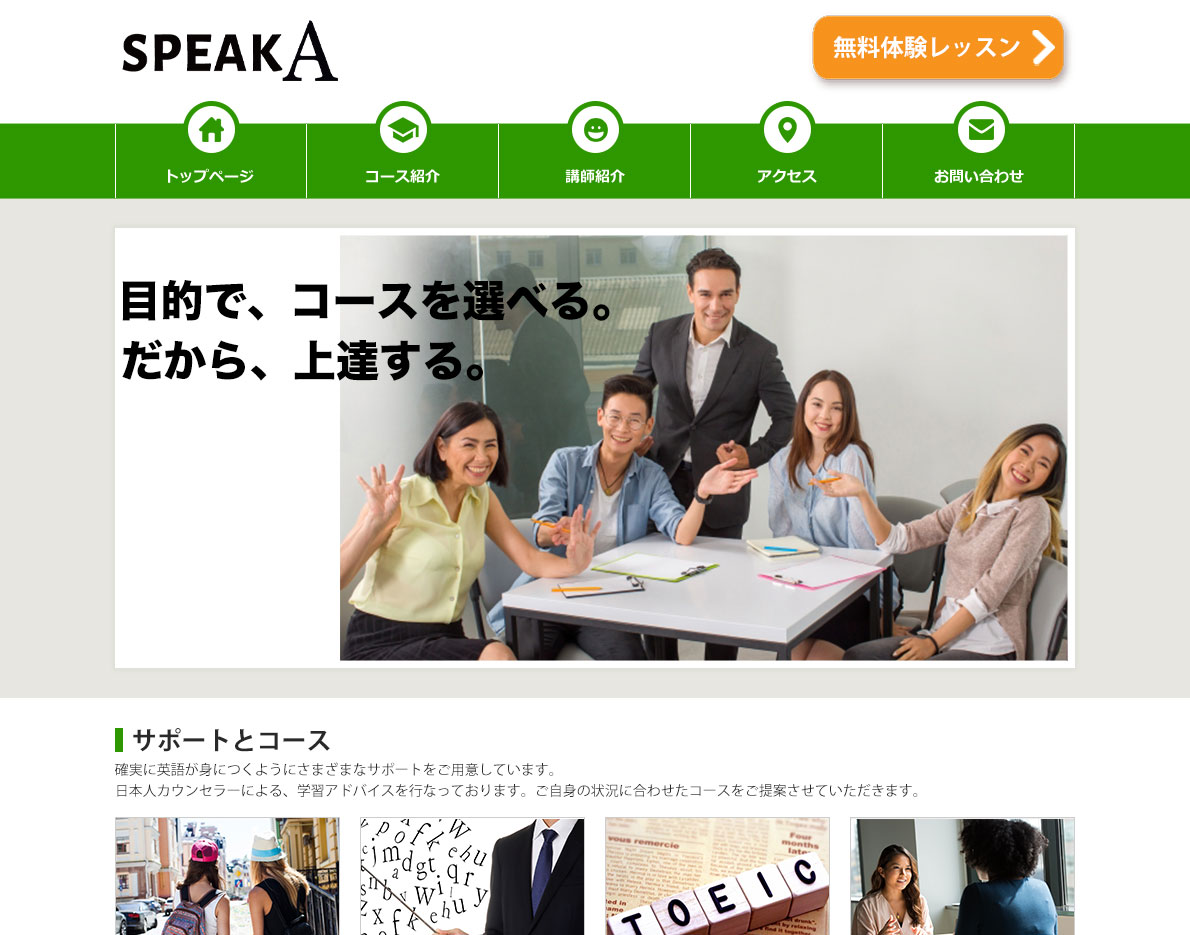 SPEAKA
無料体験レッスン
トップページ
コース紹介
講師紹介
アクセス
お問い合わせ
目的で、コースを選べる。
だから、上達する。
サポートとコース
確実に英語が身につくようにさまざまなサポートをご用意しています。
日本人カウンセラーによる、学習アドバイスを行なっております。ご自身の状況に合わせたコースをご提案させていただきます。
vous remercie
Four
months
late
TOEIC